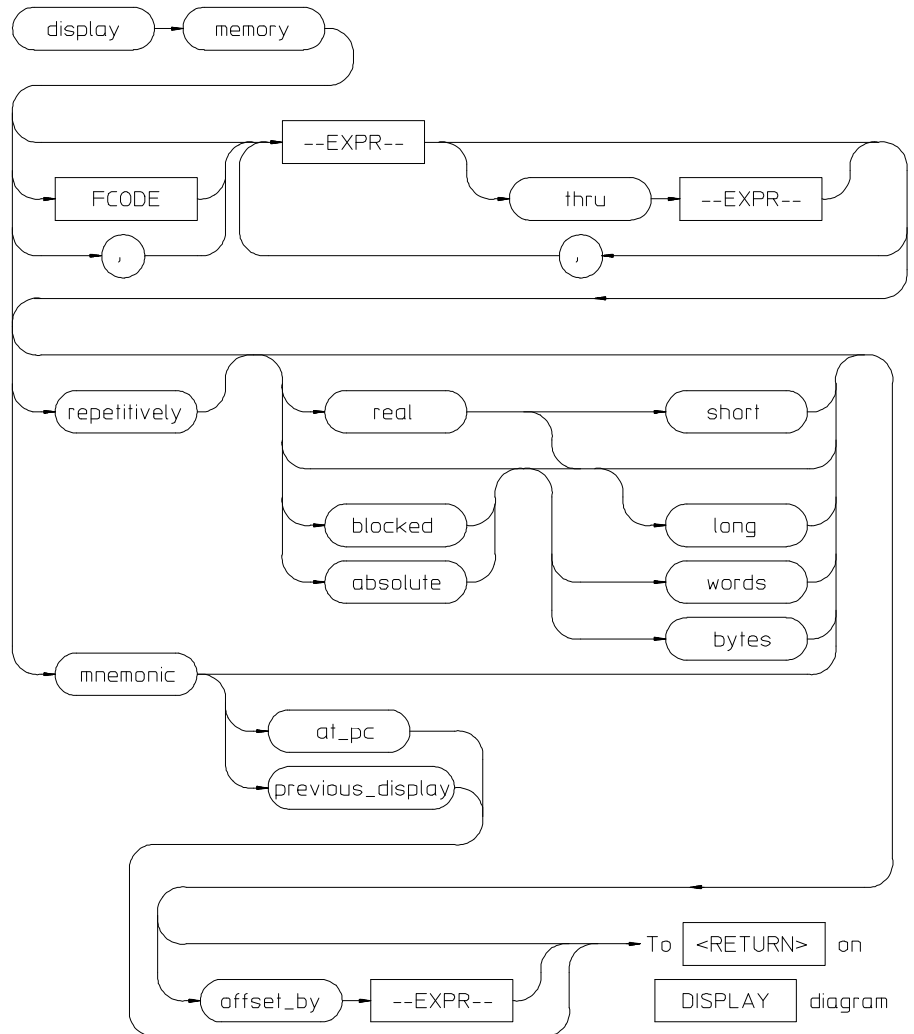 display memory
--EXPR--
FCODE thru --EXPR--
, ,
repetitively real short
blocked long
absolute words
bytes
mnemonic
at_pc
previous_display
To <RETURN> on
offset_by --EXPR-- DISPLAY diagram